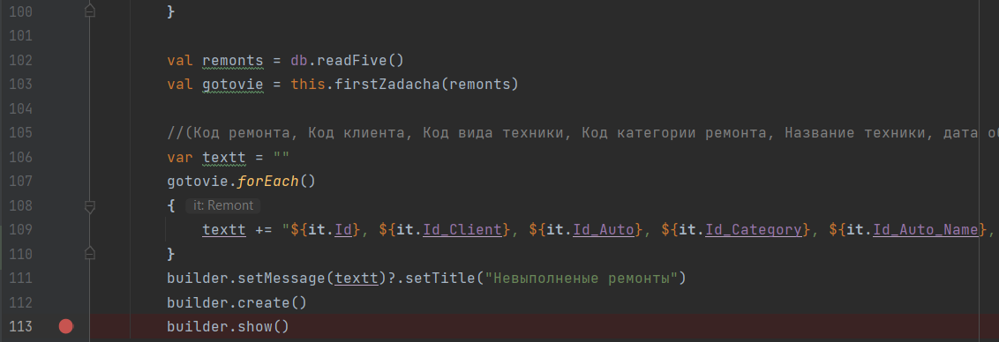 100 }
101
102 val remonts = db.readFive()
103 val gotovie = this.firstZadacha(remonts)
104
105 //(Код ремонта, Код клиента, Код вида техники, Код категории ремонта, Название техники, дата
106 var textt = ""
107 gotovie.forEach()
108 { it: Remont
109 textt += "${it.Id}, ${it.Id_Client}, ${it.Id_Auto}, ${it.Id_Category}, ${it.Id_Auto_Name},
110 }
111 builder.setMessage(textt)?.setTitle("Невыполненые ремонты")
112 builder.create()
113 builder.show()